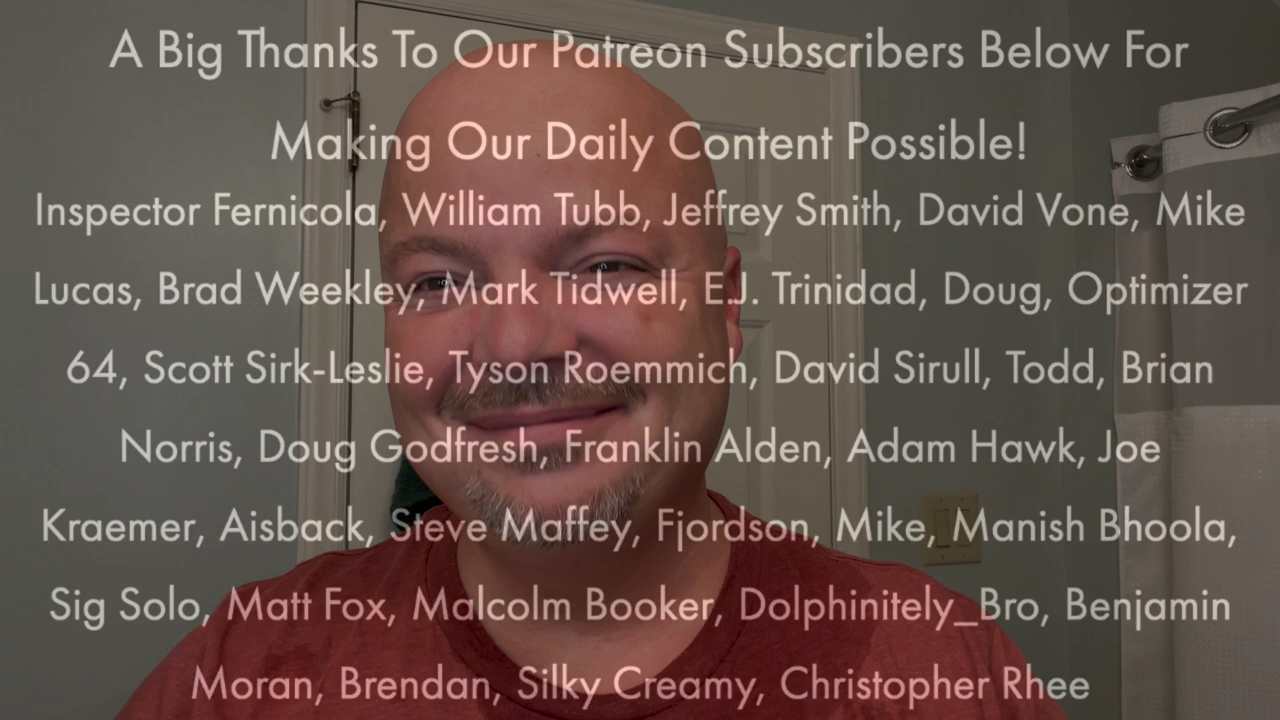 A Big Thanks To Our Patreon Subscribers Below For
Making Our Daily Content Possible!
Inspector Fernicola, William Tubb, Jeffrey Smith, David Vone, Mike
Lucas, Brad Weekley, Mark Tidwell, E.J. Trinidad, Doug, Optimizer
64, Scott Sirk-Leslie, Tyson Roemmich, David Sirull, Todd, Brian
Norris, Doug Godfresh, Franklin Alden, Adam Hawk, Joe
Kraemer, Aisback, Steve Maffey, Fjordson, Mike, Manish Bhoola,
Sig Solo, Matt Fox, Malcolm Booker, Dolphinitely_Bro, Benjamin
Moran, Brendan, Silky Creamy, Christopher Rhee